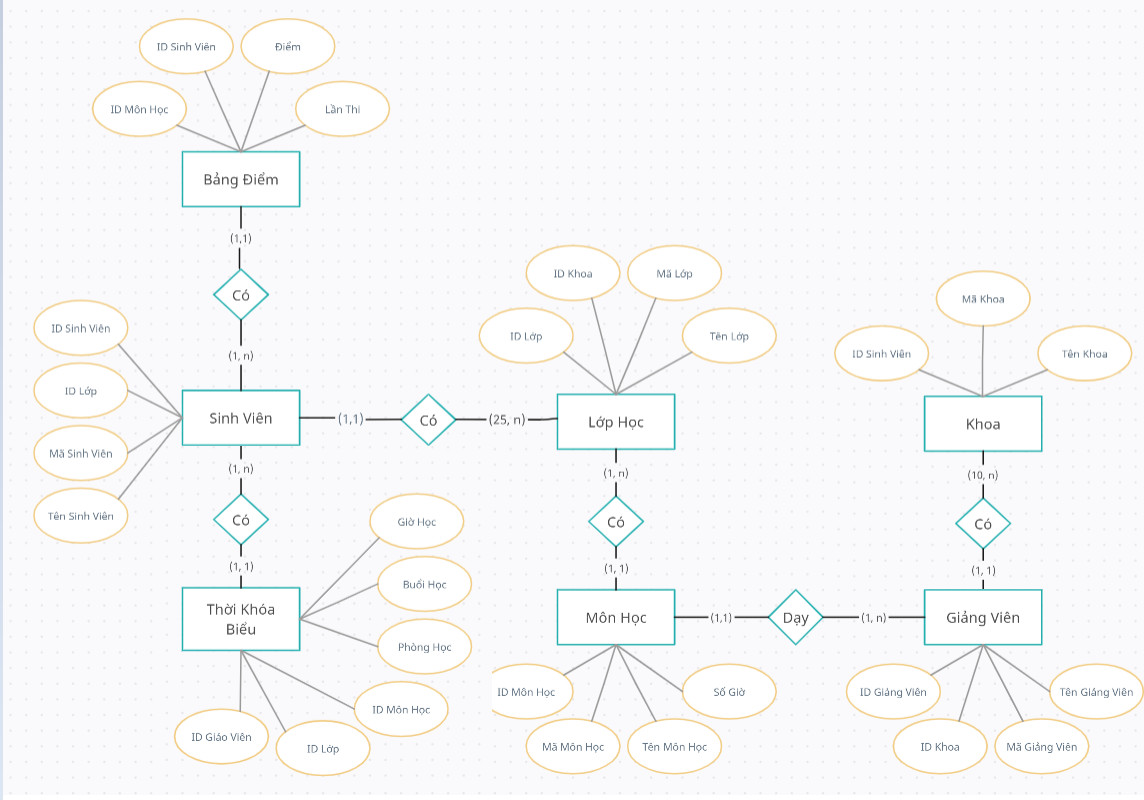 ID Sinh Viên
Điểm
ID Môn Học
Lần Thi
Bảng Điểm
(1,1)
Có
(1, n)
ID Sinh Viên
ID Lớp
Mã Sinh Viên
Tên Sinh Viên
Sinh Viên
(1,1)
Có
(25, n)
ID Khoa
Mã Lớp
ID Lớp
Tên Lớp
Lớp Học
Mã Khoa
ID Sinh Viên
Tên Khoa
Khoa
(1, n)
Có
(1, 1)
Thời Khóa
Biểu
Giờ Học
Buổi Học
Phòng Học
ID Môn Học
ID Lớp
ID Giáo Viên
(1, n)
Có
(1, 1)
Môn Học
(1,1)
Dạy
(1, n)
(10, n)
Có
(1, 1)
Giảng Viên
ID Môn Học
Số Giờ
Mã Môn Học
Tên Môn Học
ID Giảng Viên
Tên Giảng Viên
ID Khoa
Mã Giảng Viên